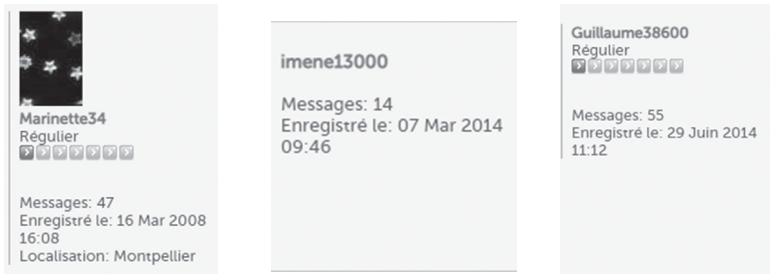 Marinette34
Régulier
Messages: 47
Enregistré le: 16 Mar 2008
16:08
Localisation: Montpellier
imene13000
Messages: 14
Enregistré le: 07 Mar 2014
09:46
Guillaume38600
Régulier
Messages: 55
Enregistré le: 29 Juin 2014
11:12